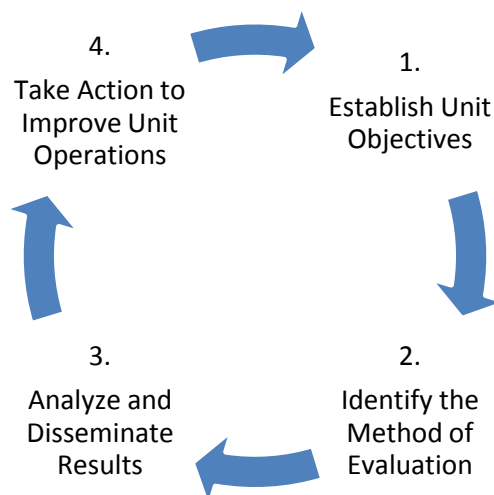 1.
Establish Unit
Objectives
2.
Identify the
Method of
Evaluation
3.
Analyze and
Disseminate
Results
4.
Take Action to
Improve Unit
Operations